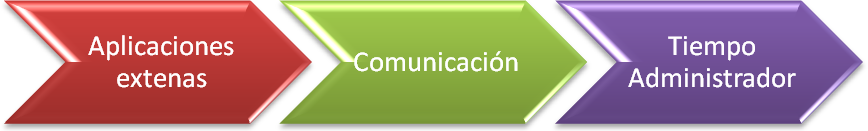 Aplicaciones
extenas
Comunicación
Tiempo
Administrador